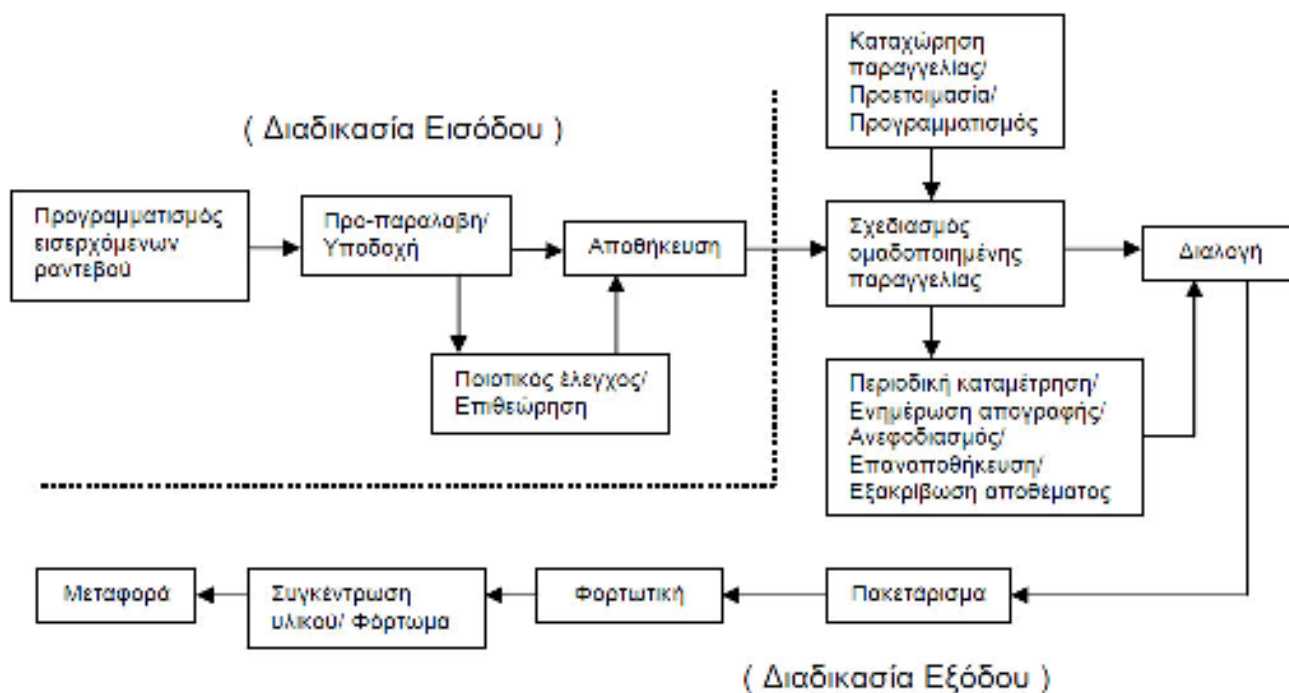 ( Διαδικασία Εισόδου )
Προγραμματισμός
εισερχόμενων
ραντεβού
Προ-παραλαβή/
Υποδοχή
Αποθήκευση
Ποιοτικός έλεγχος/
Επιθεώρηση
Καταχώρηση
παραγγελίας/
Προετοιμασία/
Προγραμματισμός
Σχεδιασμός
ομαδοποιημένης
παραγγελίας
Διαλογή
Περιοδική καταμέτρηση/
Ενημέρωση απογραφής/
Ανεφοδιασμός/
Επαναποθήκευση/
Εξακρίβωση αποθέματος
Πακετάρισμα
Φορτωτική
Συγκέντρωση
υλικού/ Φόρτωμα
Μεταφορά
( Διαδικασία Εξόδου )